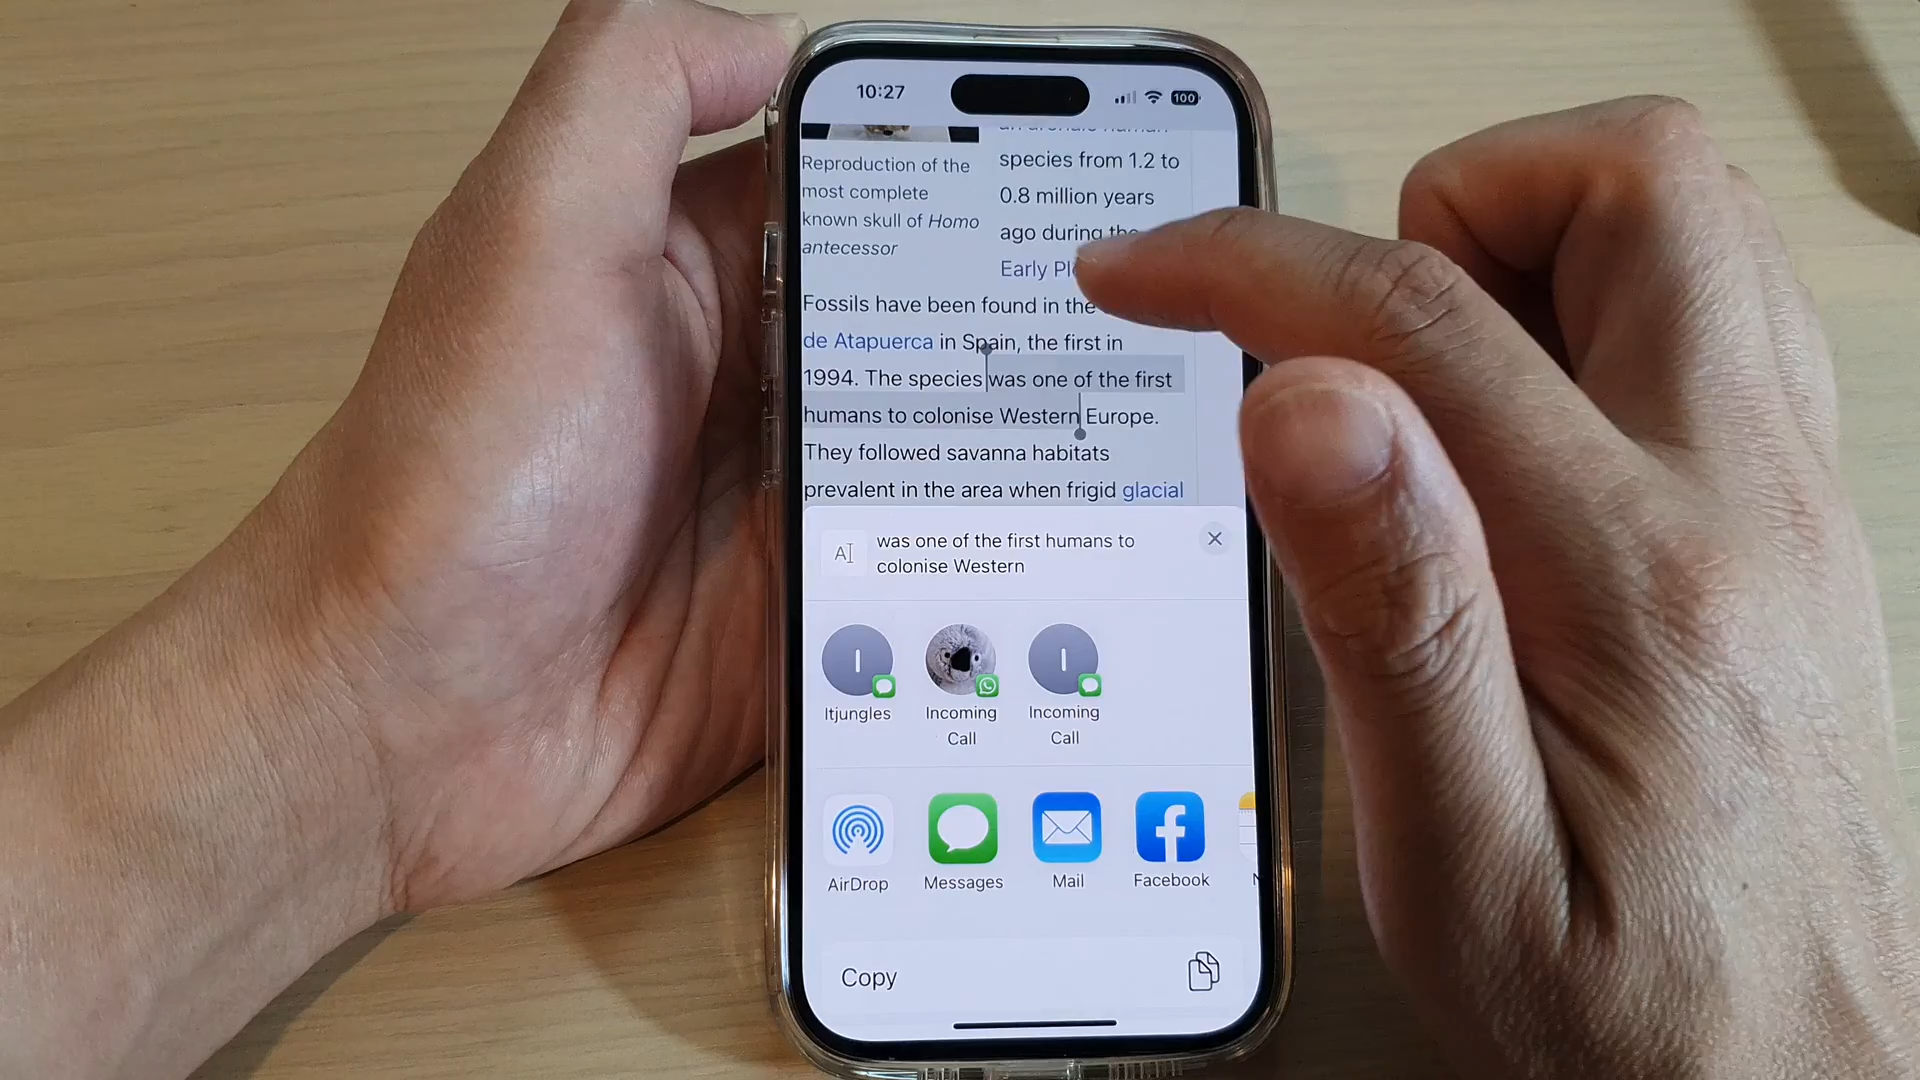 10:27
100
Reproduction of the
most complete
known skull of Homo
antecessor
species from 1.2 to
0.8 million years
ago during the
Early
Fossils have been found in the
de Atapuerca in Spain, the first in
1994. The species was one of the first
humans to colonise Western Europe.
They followed savanna habitats
prevalent in the area when frigid glacial
was one of the first humans to
colonise Western
Itjungles
Incoming
Call
Incoming
Call
AirDrop
Messages
Mail
Facebook
Copy